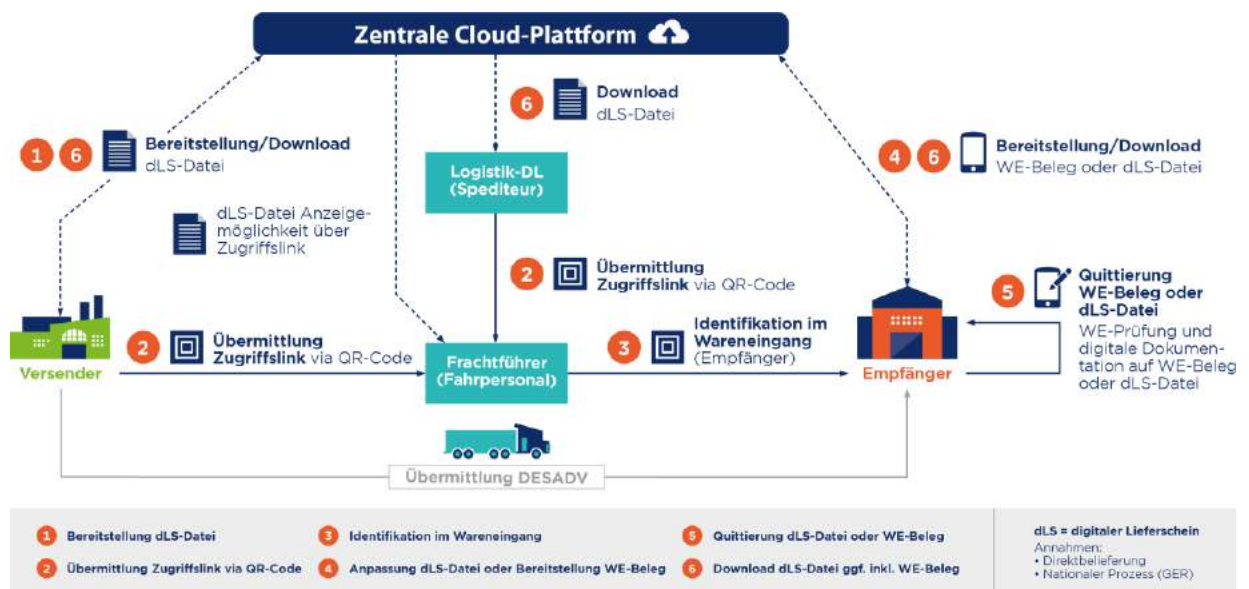 Zentrale Cloud-Plattform
6
Download
dLS-Datei
1 6
Bereitstellung/Download
dLS-Datei
4 6
Bereitstellung/Download
WE-Beleg oder dLS-Datei
Logistik-DL
(Spediteur)
dLS-Datei Anzeige-
möglichkeit über
Zugriffslink
2
Übermittlung
Zugriffslink via QR-Code
5
Quittierung
WE-Beleg oder
dLS-Datei
WE-Prüfung und
digitale Dokumen-
tation auf WE-Beleg
oder dLS-Datei
2
Übermittlung
Zugriffslink via QR-Code
3
Identifikation im
Wareneingang
(Empfänger)
Versender
Frachtführer
(Fahrpersonal)
Empfänger
Übermittlung DESADV
1 Bereitstellung dLS-Datei
2 Übermittlung Zugriffslink via QR-Code
3 Identifikation im Wareneingang
4 Anpassung dLS-Datei oder Bereitstellung WE-Beleg
5 Quittierung dLS-Datei oder WE-Beleg
6 Download dLS-Datei ggf. inkl. WE-Beleg
dLS = digitaler Lieferschein
Annahmen:
• Direktbelieferung
• Nationaler Prozess (GER)